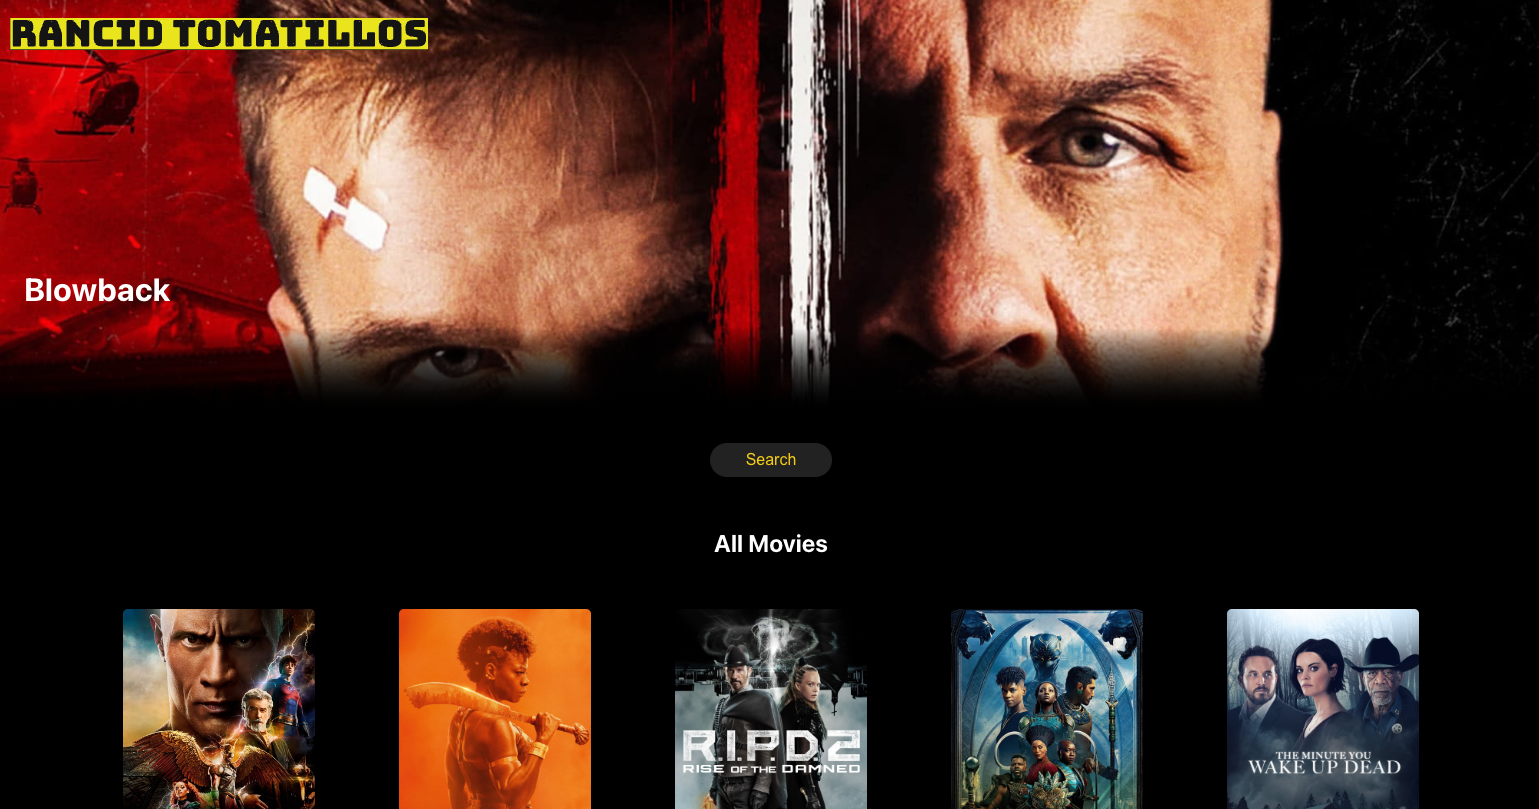 RANCID TOMATILLOS
Blowback
Search
All Movies
R.I.P.D.2
RISE OF THE DAMNED
THE MINUTE YOU
WAKE UP DEAD